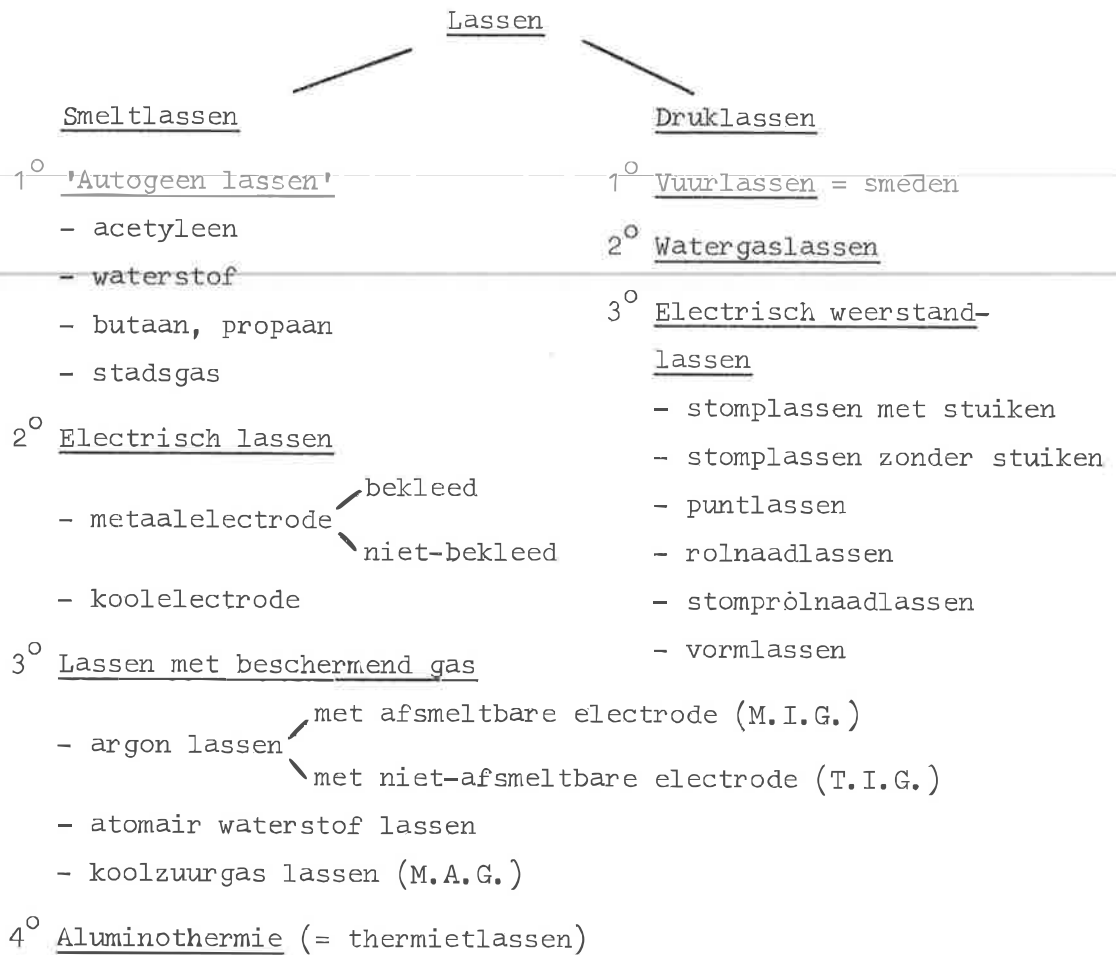 Lassen
Smeltlassen
1° 'Autogeen lassen'
- acetyleen
- waterstof
- butaan, propaan
- stadsgas
2° Electrisch lassen
- metaalelectrode
bekleed
niet-bekleed
- koolelectrode
3° Lassen met beschermend gas
- argon lassen
met afsmeltbare electrode (M.I.G.)
met niet-afsmeltbare electrode (T.I.G.)
- atomair waterstof lassen
- koolzuurgas lassen (M.A.G.)
4° Aluminothermie (= thermietlassen)
Druklassen
1° Vuurlassen = smeden
2° Watergaslassen
3° Electrisch weerstand-
lassen
- stomplassen met stuiken
- stomplassen zonder stuiken
- puntlassen
- rolnaadlassen
- stomprolnaadlassen
- vormlassen